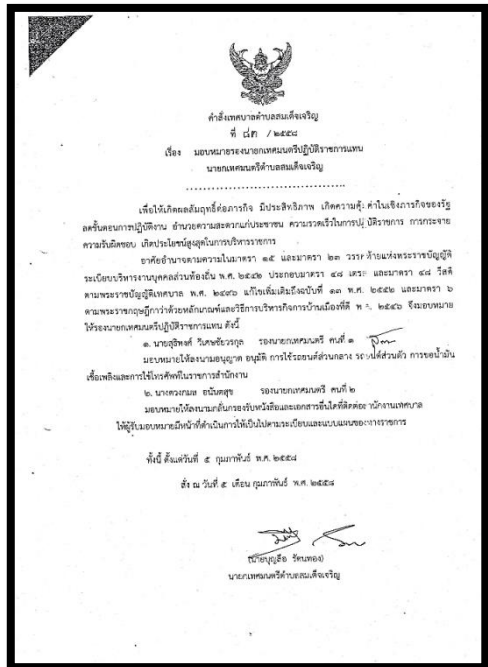 คำสั่งเทศบาลตำบลสมเด็จเจริญ
ที่ ๘๓ /๒๕๕๘
เรื่อง มอบหมายรองนายกเทศมนตรีปฏิบัติราชการแทน
นายกเทศมนตรีตำบลสมเด็จเจริญ
....................................
เพื่อให้เกิดผลสัมฤทธิ์ต่อภารกิจ มีประสิทธิภาพ เกิดความคุ้ ค่าในเชิงภารกิจของรัฐ
ลดขั้นตอนการปฏิบัติงาน อำนวยความสะดวกแก่ประชาชน ความรวดเร็วในการปฏิ บัติราชการ การกระจาย
ความรับผิดชอบ เกิดประโยชน์สูงสุดในการบริหารราชการ
อาศัยอำนาจตามความในมาตรา ๑๕ และมาตรา ๒๓ วรรค ท้ายแห่งพระราชบัญญัติ
ระเบียบบริหารงานบุคคลส่วนท้องถิ่น พ.ศ. ๒๕๔๒ ประกอบมาตรา ๔๘ เตรส และมาตรา ๔๘ วีสติ
ตามพระราชบัญญัติเทศบาล พ.ศ. ๒๔๙๖ แก้ไขเพิ่มเติมถึงฉบับที่ ๑๓ พ.ศ. ๒๕๕๒ และมาตรา ๖
ตามพระราชกฤษฎีกาว่าด้วยหลักเกณฑ์และวิธีการบริหารกิจการบ้านเมืองที่ดี พ.ศ. ๒๕๔๖ จึงมอบหมาย
ให้รองนายกเทศมนตรีปฏิบัติราชการแทน ดังนี้
๑. นายสุธิพงศ์ วิเศษชัยวรกุล รองนายกเทศมนตรี คนที่ ๑
มอบหมายให้ลงนามอนุญาต อนุมัติ การใช้รถยนต์ส่วนกลาง รถยนต์ส่วนตัว การขอน้ำมัน
เชื้อเพลิงและการใช้โทรศัพท์ในราชการสำนักงาน
๒. นางดวงกมล อนันตสุข รองนายกเทศมนตรี คนที่ ๒
มอบหมายให้ลงนามกลั่นกรองรับหนังสือและเอกสารอื่นใดที่ติดต่อสำนักงานเทศบาล
ให้ผู้รับมอบหมายมีหน้าที่ดำเนินการให้เป็นไปตามระเบียบและแบบแผนของทางราชการ
ทั้งนี้ ตั้งแต่วันที่ ๕ กุมภาพันธ์ พ.ศ. ๒๕๕๘
สั่ง ณ วันที่ ๕ เดือน กุมภาพันธ์ พ.ศ. ๒๕๕๘
(นายบุญลือ รัตนทอง)
นายกเทศมนตรีตำบลสมเด็จเจริญ